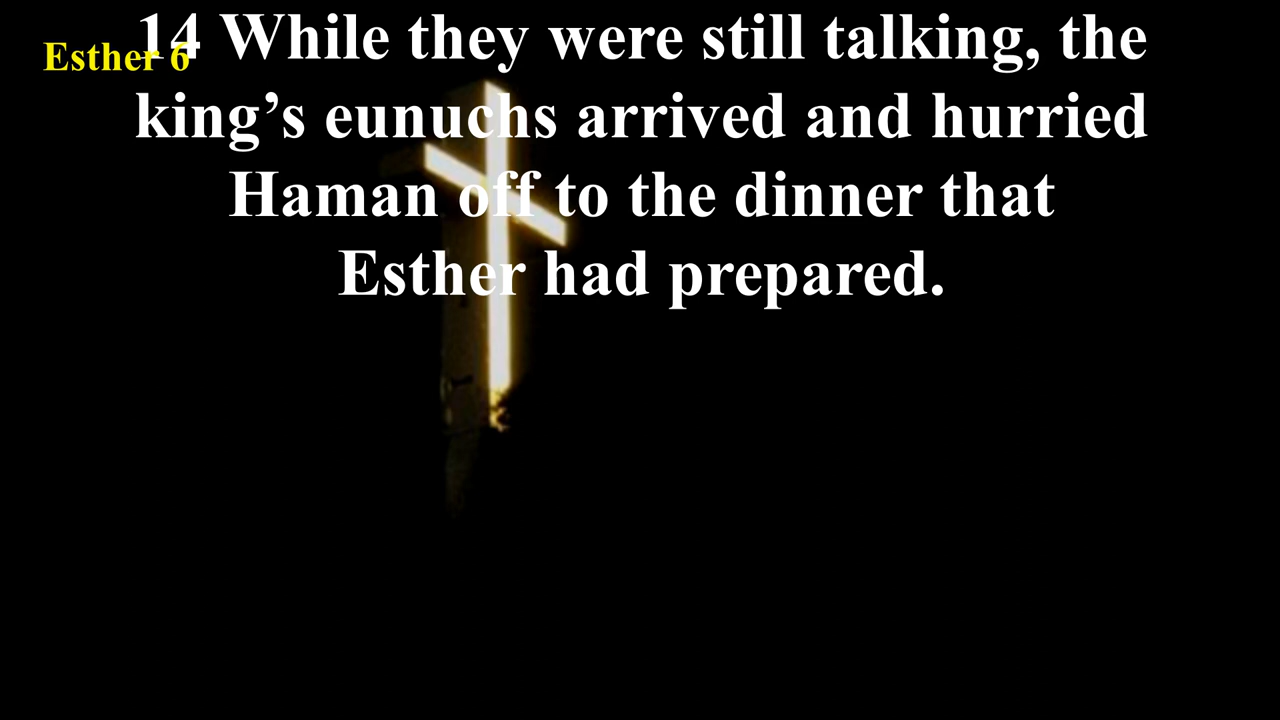 Esther 6
14 While they were still talking, the
king’s eunuchs arrived and hurried
Haman off to the dinner that
Esther had prepared.